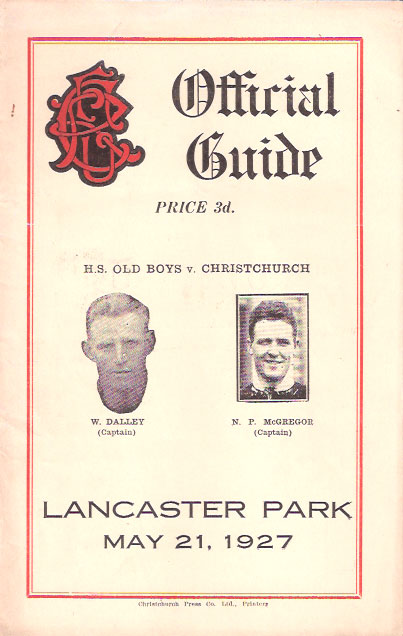 Official
Guide
PRICE 3d.
H.S. OLD BOYS v. CHRISTCHURCH
W. DALLEY
(Captain)
N. P. McGREGOR
(Captain)
LANCASTER PARK
MAY 21, 1927
Christchurch Press Co. Ltd., Printers